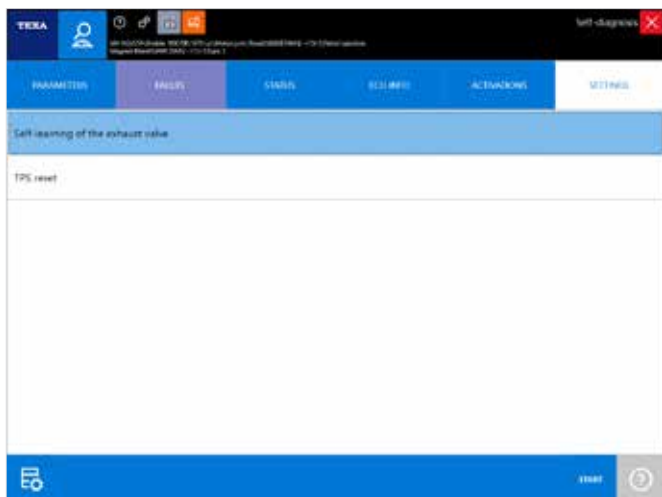 TEXA
Self-diagnosis
PARAMETERS
FAULTS
STATUS
ECU INFO
ACTIVATIONS
SETTINGS
Self-learning of the exhaust valve
TPS reset
START